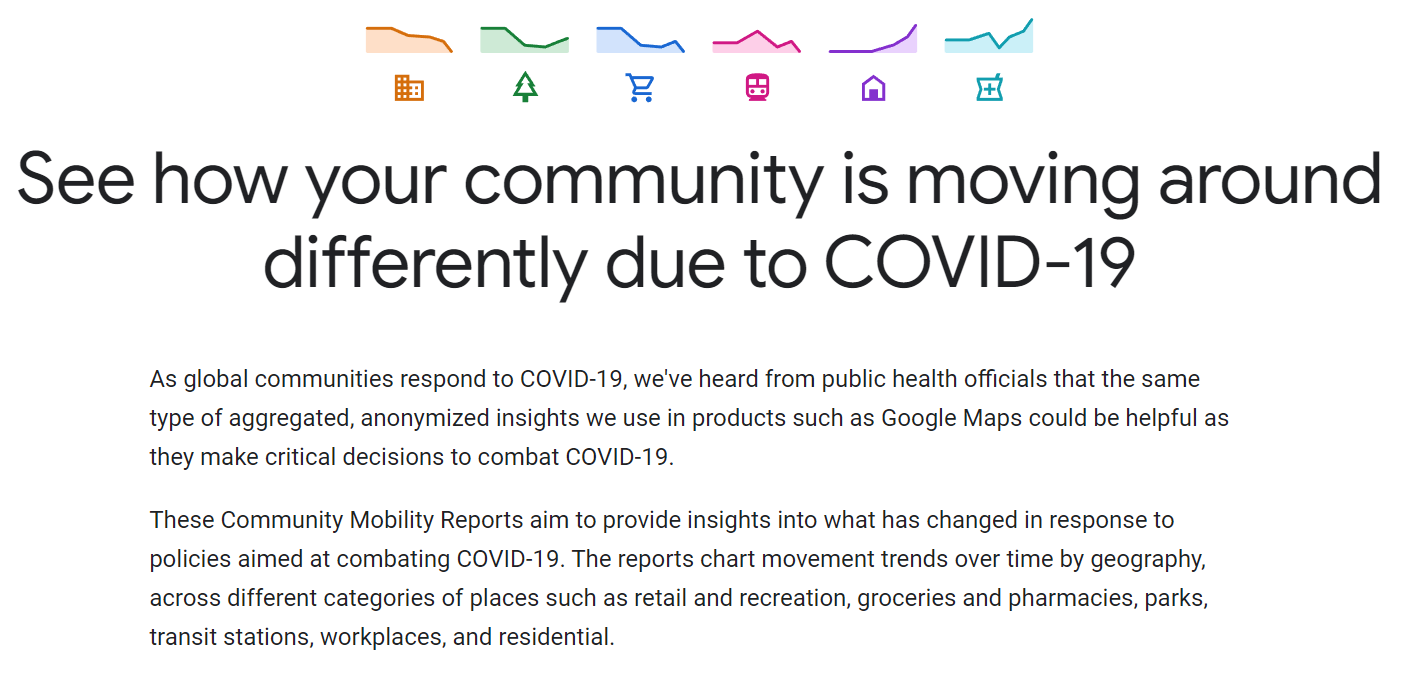 See how your community is moving around
differently due to COVID-19
As global communities respond to COVID-19, we've heard from public health officials that the same
type of aggregated, anonymized insights we use in products such as Google Maps could be helpful as
they make critical decisions to combat COVID-19.
These Community Mobility Reports aim to provide insights into what has changed in response to
policies aimed at combating COVID-19. The reports chart movement trends over time by geography,
across different categories of places such as retail and recreation, groceries and pharmacies, parks,
transit stations, workplaces, and residential.